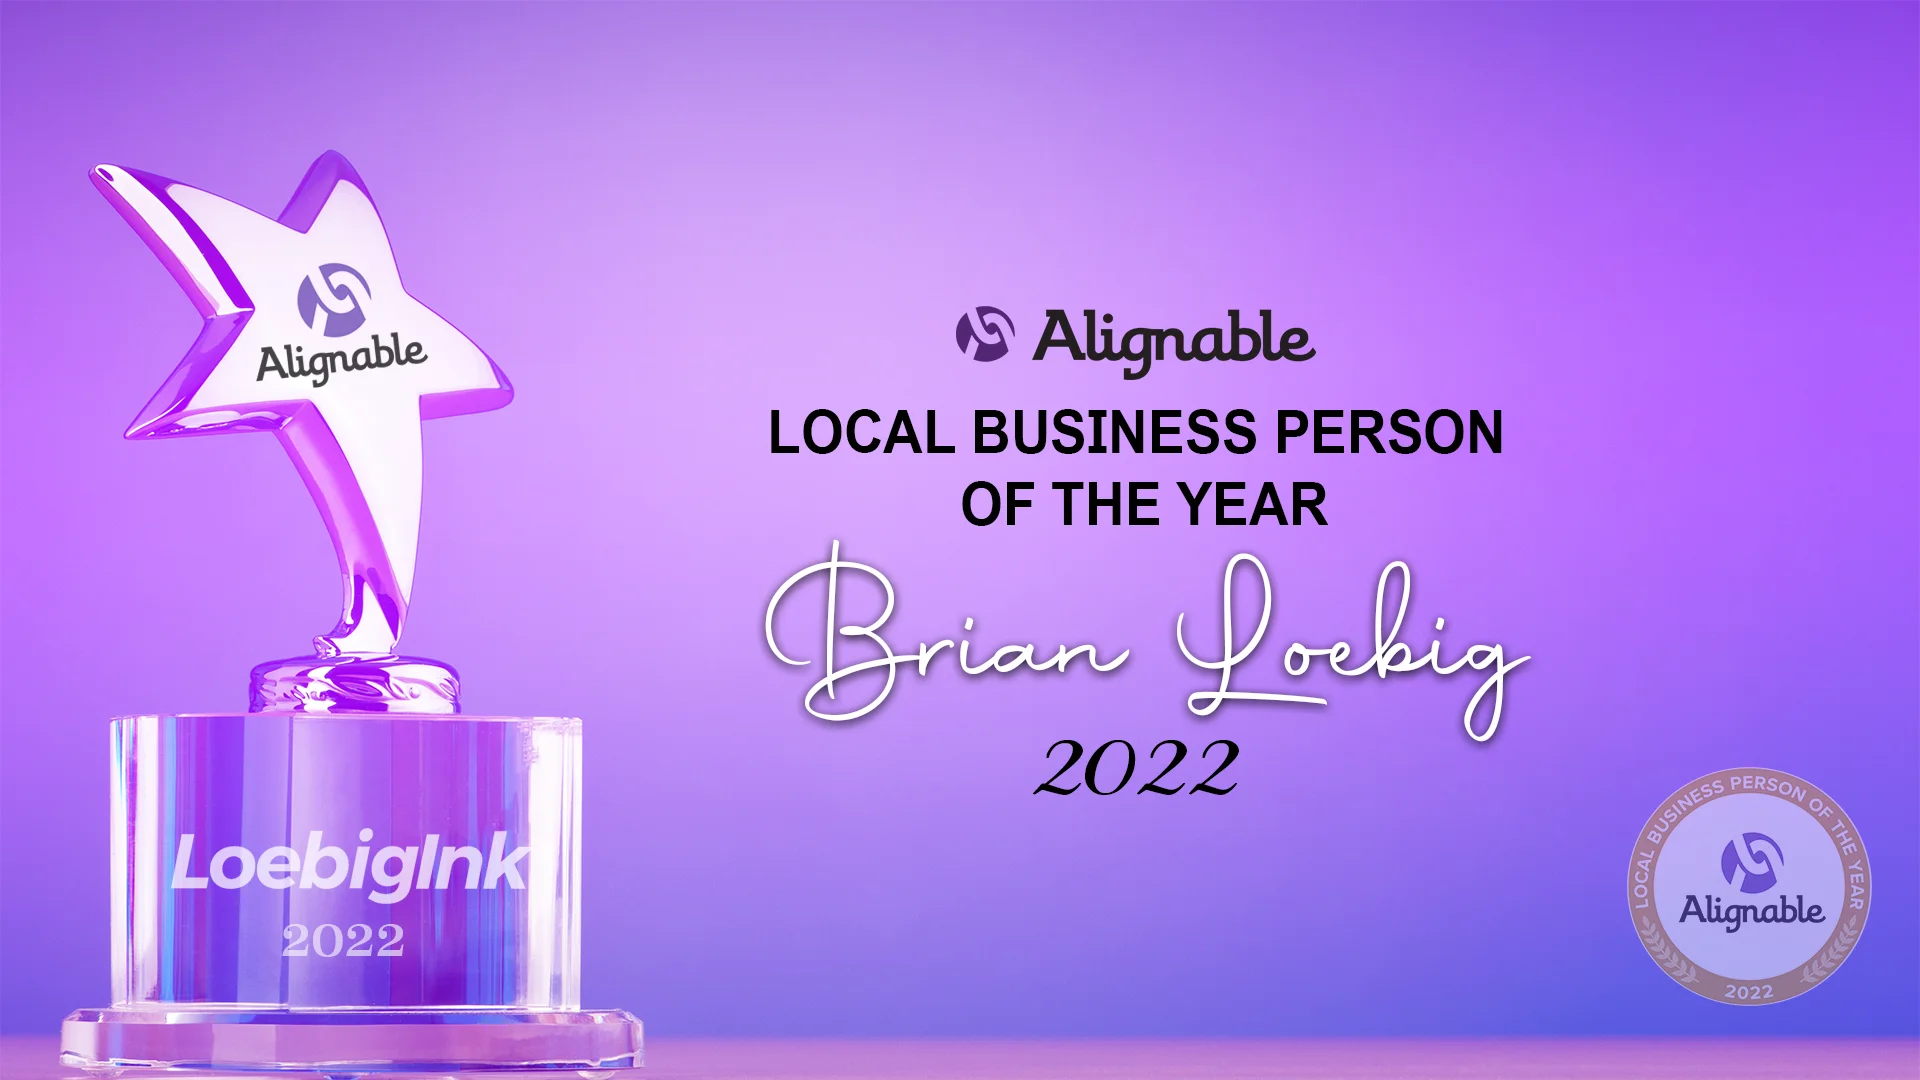 Alignable
LoebigInk
2022
Alignable
LOCAL BUSINESS PERSON
OF THE YEAR
Brian Loebig
2022
LOCAL BUSINESS PERSON OF THE YEAR
Alignable
2022